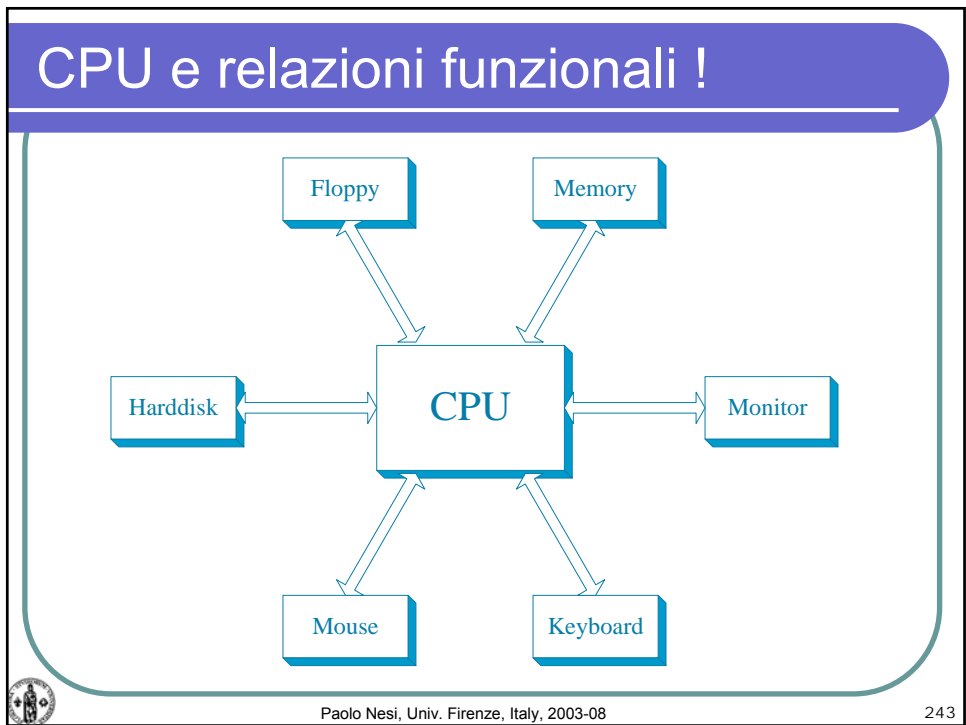 CPU e relazioni funzionali !
Floppy
Memory
Harddisk
CPU
Monitor
Mouse
Keyboard
Paolo Nesi, Univ. Firenze, Italy, 2003-08
243